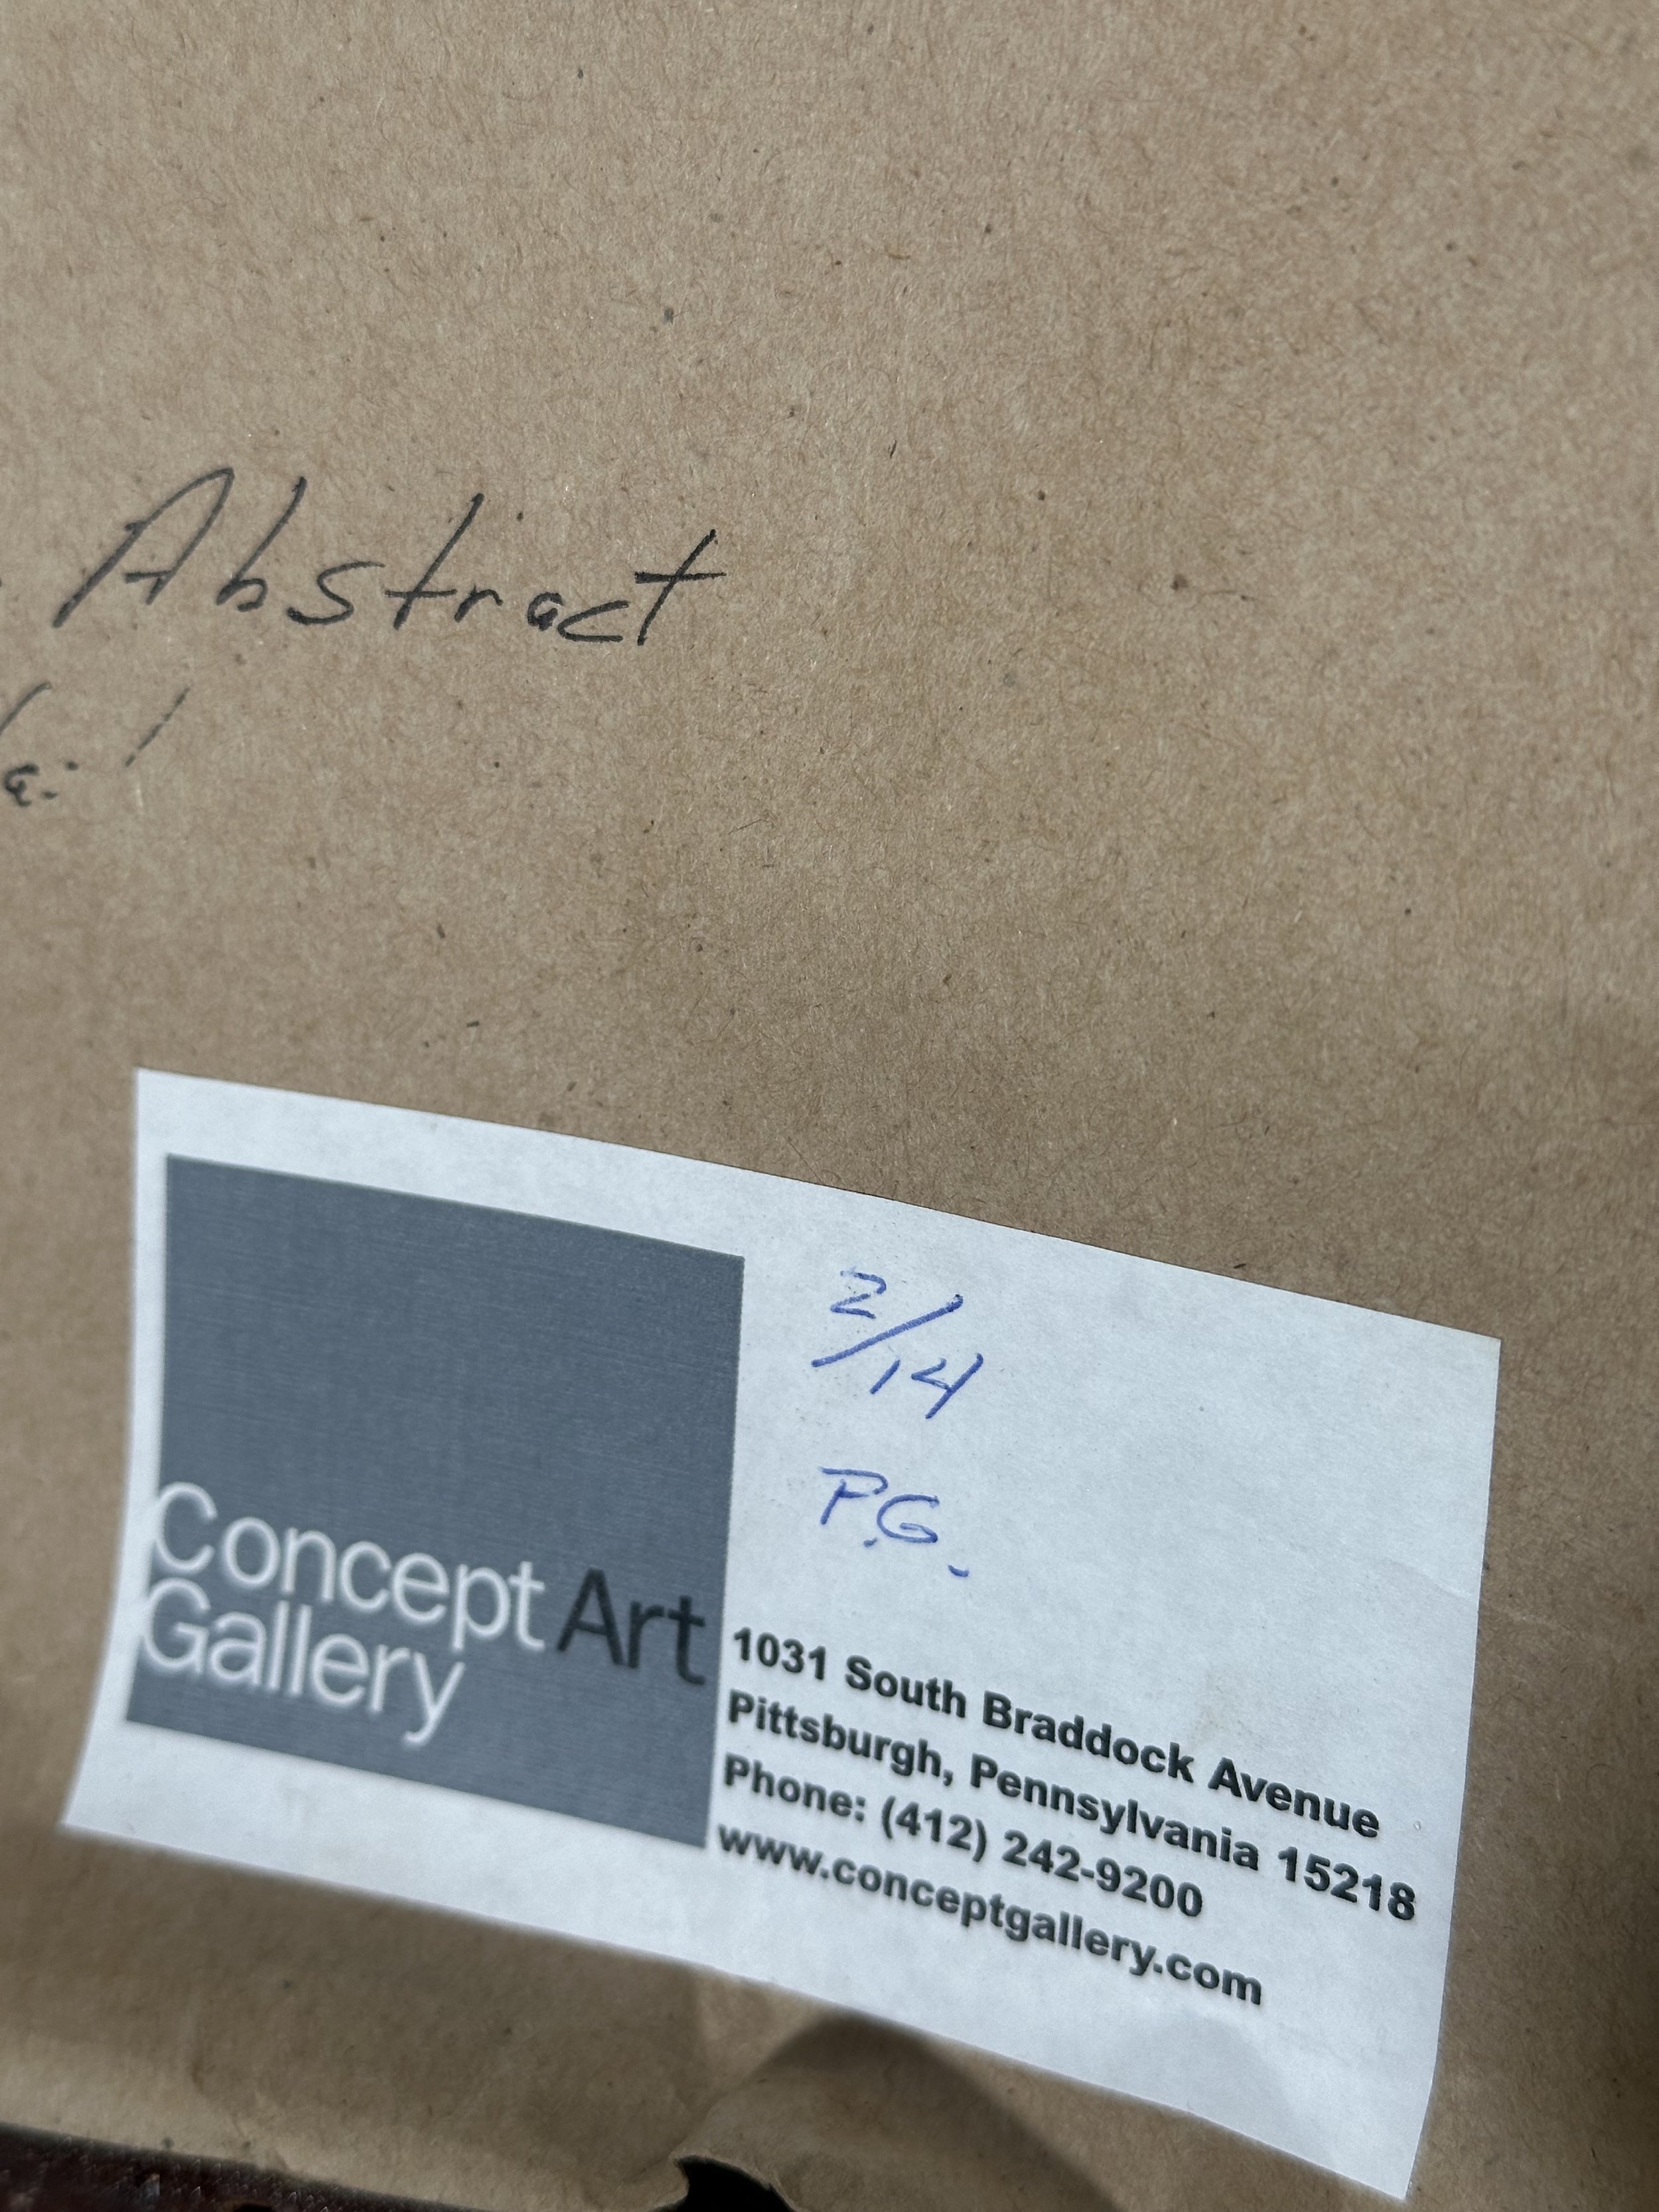 Abstract
2/14
P.G.
Concept Art
Gallery
1031 South Braddock Avenue
Pittsburgh, Pennsylvania 15218
Phone: (412) 242-9200
www.conceptgallery.com